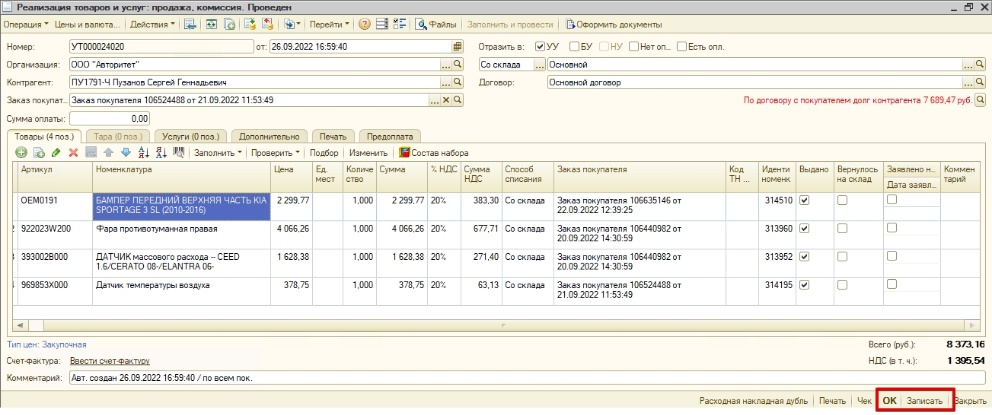 Реализация товаров и услуг: продажа, комиссия. Проведен
Операция Цены и валюта... Действия Перейти Файлы Заполнить и провести Оформить документы
Номер: УТ000024020 от: 26.09.2022 16:59:40 Отразить в: УУ БУ НУ Нет оп... Есть опл.
Организация: ООО "Авторитет" ... Со склада ... Основной ...
Контрагент: ПУ1791-Ч Пузанов Сергей Геннадьевич ... Договор: Основной договор ...
Заказ покупат... Заказ покупателя 106524488 от 21.09.2022 11:53:49 ... По договору с покупателем долг контрагента 7 689,47 руб.
Сумма оплаты: 0,00
Товары (4 поз.) Тара (0 поз.) Услуги (0 поз.) Дополнительно Печать Предоплата
Заполнить Проверить Подбор Изменить Состав набора
Артикул Номенклатура Цена Ед. мест Количе ство Сумма % НДС Сумма НДС Способ списания Заказ покупателя Код ТН ... Иденти номенк Выдано Вернулось на склад Заявлено н... Коммен тарий
Дата заявл...
OEM0191 БАМПЕР ПЕРЕДНИЙ ВЕРХНЯЯ ЧАСТЬ KIA 2 299,77 1,000 2 299,77 20% 383,30 Со склада Заказ покупателя 106635146 от 314510
SPORTAGE 3 SL (2010-2016) 22.09.2022 12:39:25
2 922023W200 Фара противотуманная правая 4 066,26 1,000 4 066,26 20% 677,71 Со склада Заказ покупателя 106440982 от 313960
20.09.2022 14:30:59
393002B000 ДАТЧИК массового расхода -- CEED 1 628,38 1,000 1 628,38 20% 271,40 Со склада Заказ покупателя 106440982 от 313952
1.6/CERATO 08-/ELANTRA 06- 20.09.2022 14:30:59
969853X000 Датчик температуры воздуха 378,75 1,000 378,75 20% 63,13 Со склада Заказ покупателя 106524488 от 314195
21.09.2022 11:53:49
Тип цен: Закупочная Всего (руб.): 8 373,16
Счет-фактура: Ввести счет-фактуру НДС (в т. ч.): 1 395,54
Комментарий: Авт. создан 26.09.2022 16:59:40 / по всем пок.
Расходная накладная дубль Печать Чек OK Записать Закрыть